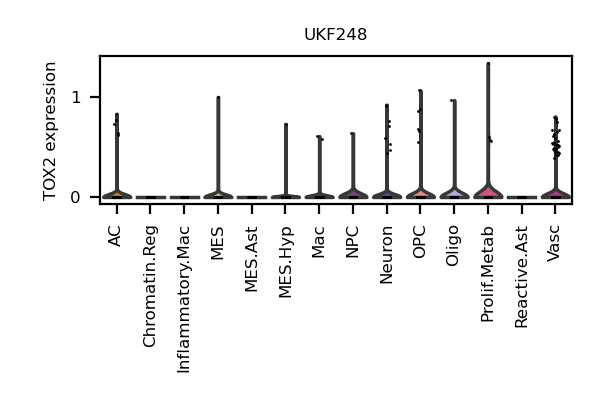 UKF248
TOX2 expression
1
0
AC
Chromatin.Reg
Inflammatory.Mac
MES
MES.Ast
MES.Hyp
Mac
NPC
Neuron
OPC
Oligo
Prolif.Metab
Reactive.Ast
Vasc